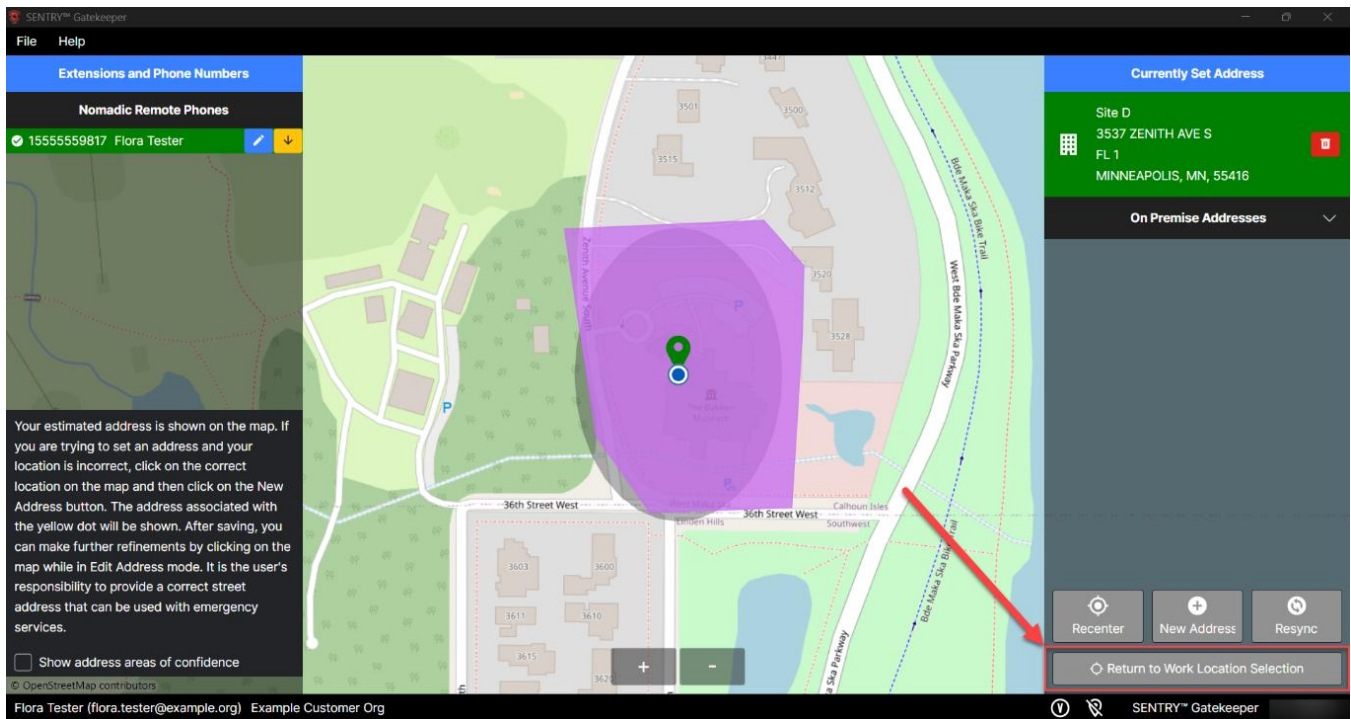 SENTRY™ Gatekeeper
File Help
Extensions and Phone Numbers
Nomadic Remote Phones
15555559817 Flora Tester
Your estimated address is shown on the map. If
you are trying to set an address and your
location is incorrect, click on the correct
location on the map and then click on the New
Address button. The address associated with
the yellow dot will be shown. After saving, you
can make further refinements by clicking on the
map while in Edit Address mode. It is the user's
responsibility to provide a correct street
address that can be used with emergency
services.
Show address areas of confidence
© OpenStreetMap contributors
3447
3501
3500
3515
3512
Bde Maka Ska Bike Trail
Zenith Avenue South
West Bde Maka Ska Parkway
3520
P
3528
P
36th Street West
36th Street West
Calhoun Isles
Linden Hills
Southwest
Bde Maka Ska Bike Trail
3603
3600
3611
3610
3615
Ska Parkway
+
-
Currently Set Address
Site D
3537 ZENITH AVE S
FL 1
MINNEAPOLIS, MN, 55416
On Premise Addresses
Recenter
New Address
Resync
Return to Work Location Selection
Flora Tester (flora.tester@example.org) Example Customer Org
SENTRY™ Gatekeeper